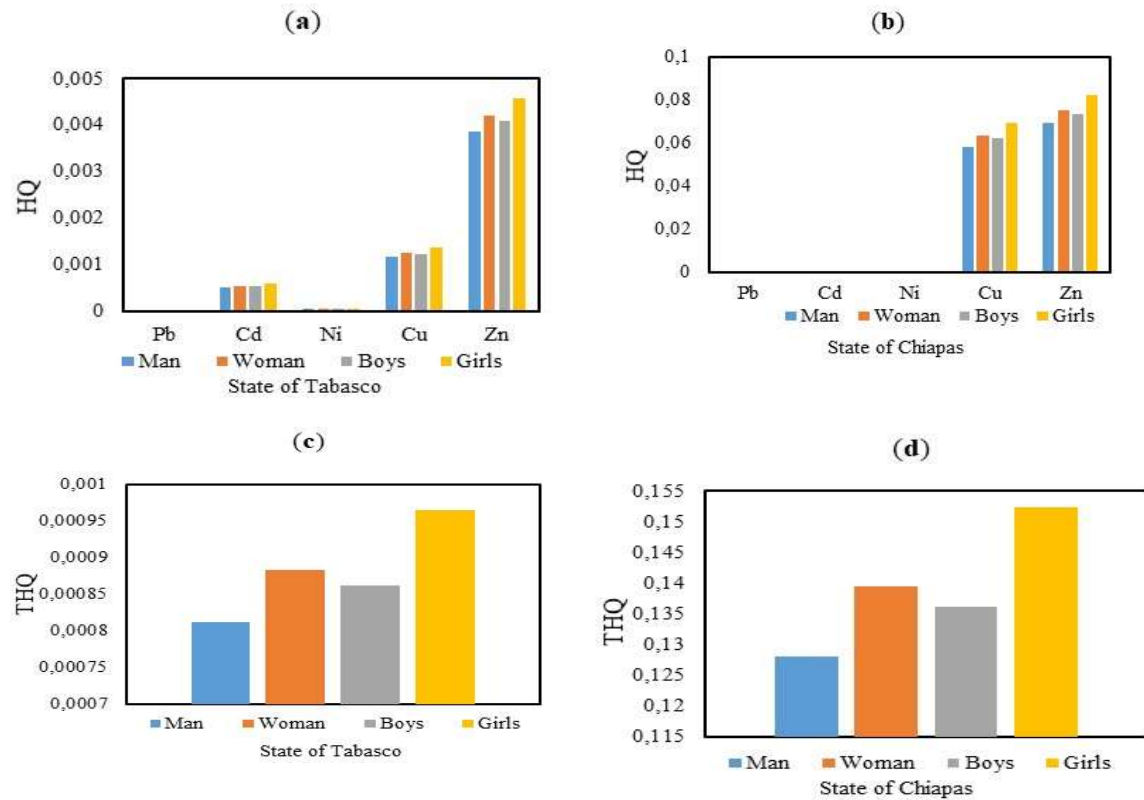 (a)
0,005
0,004
0,003
0,002
0,001
0
HQ
Pb Cd Ni Cu Zn
Man Woman Boys Girls
State of Tabasco
(b)
0,1
0,08
0,06
0,04
0,02
0
HQ
Pb Cd Ni Cu Zn
Man Woman Boys Girls
State of Chiapas
(c)
0,001
0,00095
0,0009
0,00085
0,0008
0,00075
0,0007
THQ
Man Woman Boys Girls
State of Tabasco
(d)
0,155
0,15
0,145
0,14
0,135
0,13
0,125
0,12
0,115
THQ
Man Woman Boys Girls
State of Chiapas